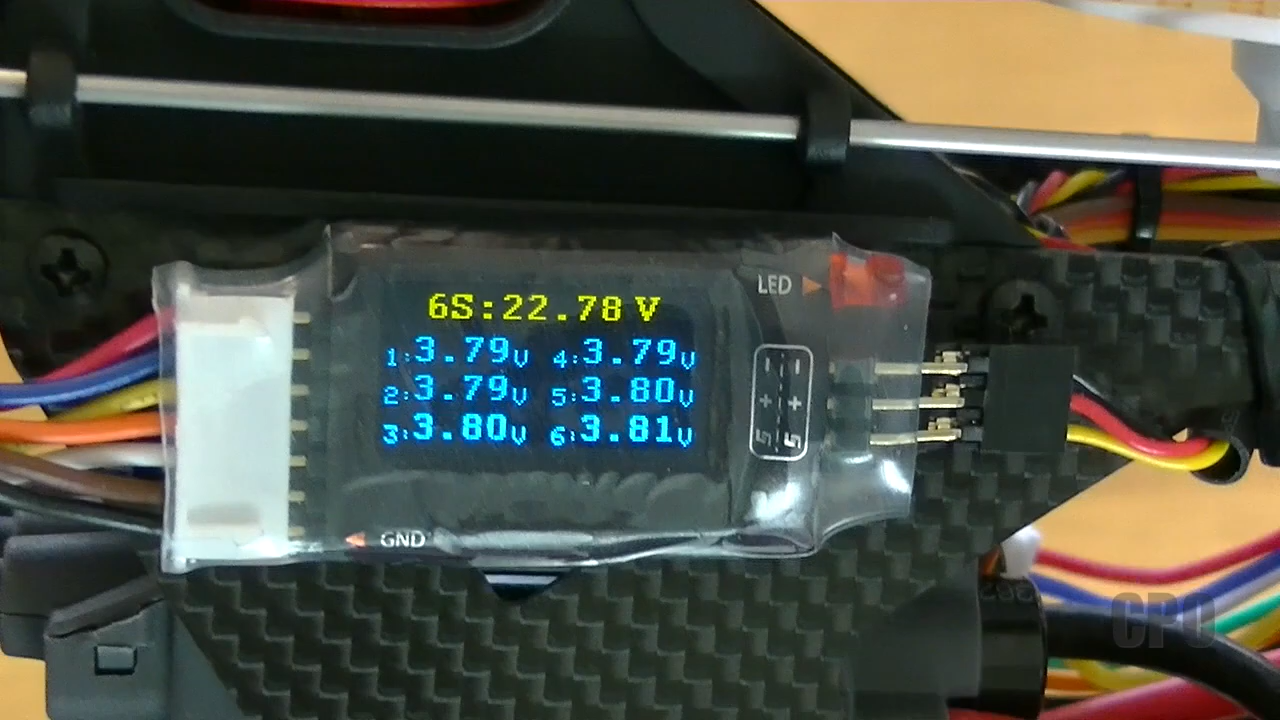 LED
6S:22.78 V
1:3.79V 4:3.79V
2:3.79V 5:3.80V
3:3.80V 6:3.81V
- -
+ +
GND
CPO